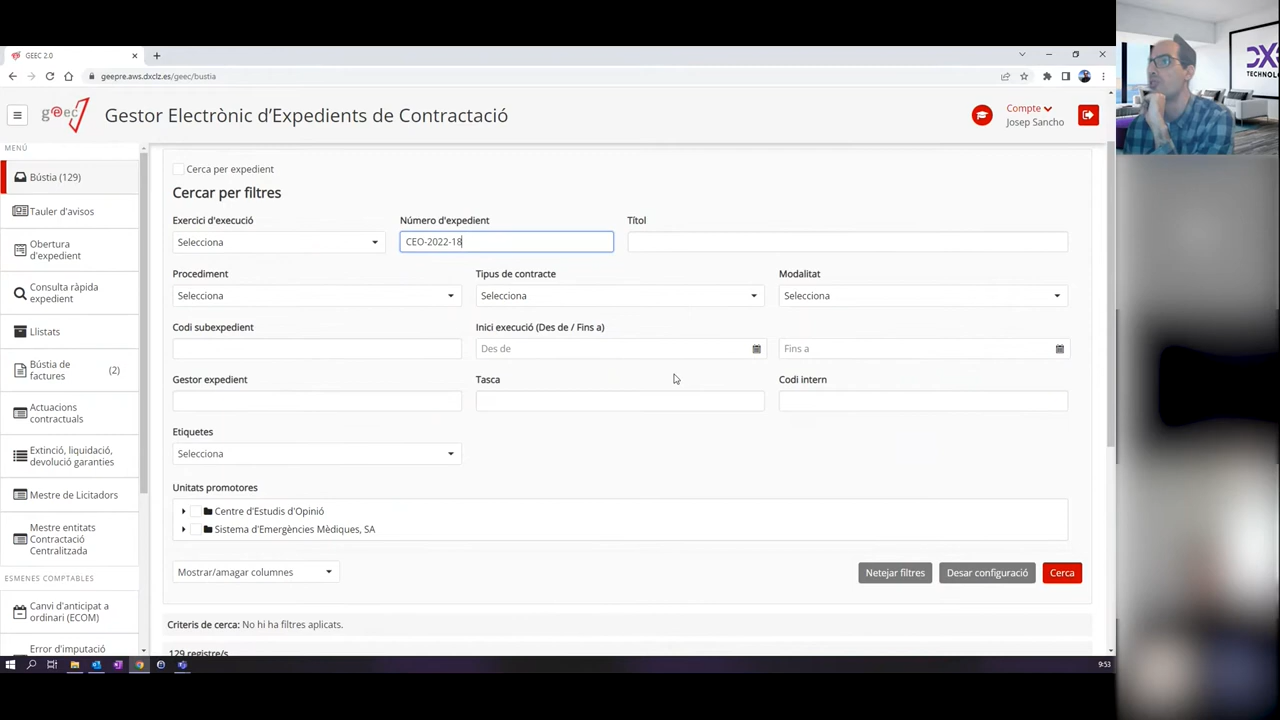 GEEC 2.0
geepre.aws.dxclz.es/geec/bustia
geec
Gestor Electrònic d'Expedients de Contractació
Compte
Josep Sancho
MENÚ
Bústia (129)
Tauler d'avisos
Obertura
d'expedient
Consulta ràpida
expedient
Llistats
Bústia de
factures
(2)
Actuacions
contractuals
Extinció, liquidació,
devolució garanties
Mestre de Licitadors
Mestre entitats
Contractació
Centralitzada
ESMENES COMPTABLES
Canvi d'anticipat a
ordinari (ECOM)
Error d'imputació
Cerca per expedient
Cercar per filtres
Exercici d'execució
Número d'expedient
Títol
Selecciona
CEO-2022-18
Procediment
Tipus de contracte
Modalitat
Selecciona
Selecciona
Selecciona
Codi subexpedient
Inici execució (Des de / Fins a)
Des de
Fins a
Gestor expedient
Tasca
Codi intern
Etiquetes
Selecciona
Unitats promotores
Centre d'Estudis d'Opinió
Sistema d'Emergències Mèdiques, SA
Mostrar/amagar columnes
Netejar filtres
Desar configuració
Cerca
Criteris de cerca: No hi ha filtres aplicats.
129 registre/s
9:53
TECHNOLO